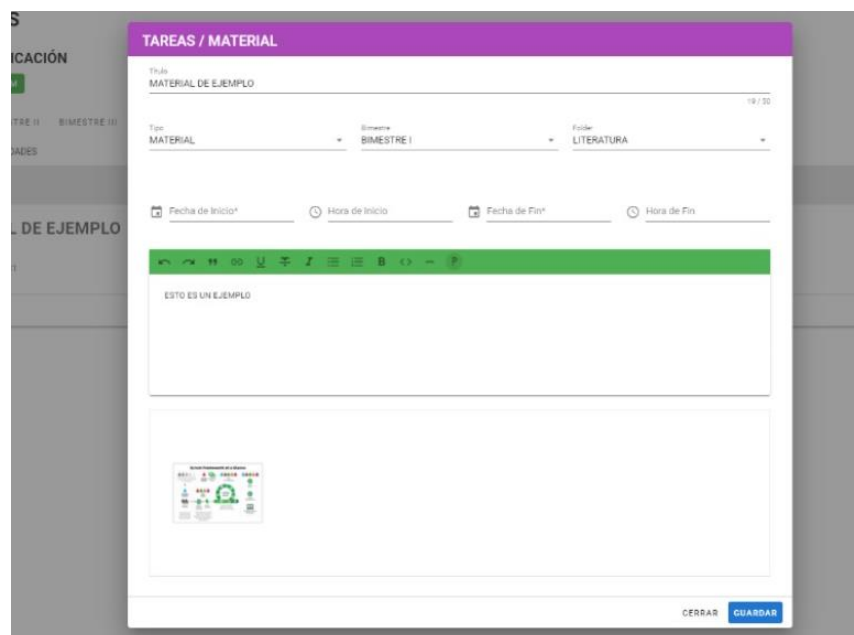 S
TAREAS / MATERIAL
ICACIÓN
Título
MATERIAL DE EJEMPLO
19 / 50
TRE II BIMESTRE III
Tipo Bimestre Folder
MATERIAL BIMESTRE I LITERATURA
DADES
Fecha de Inicio* Hora de Inicio Fecha de Fin* Hora de Fin
L DE EJEMPLO
ESTO ES UN EJEMPLO
CERRAR GUARDAR